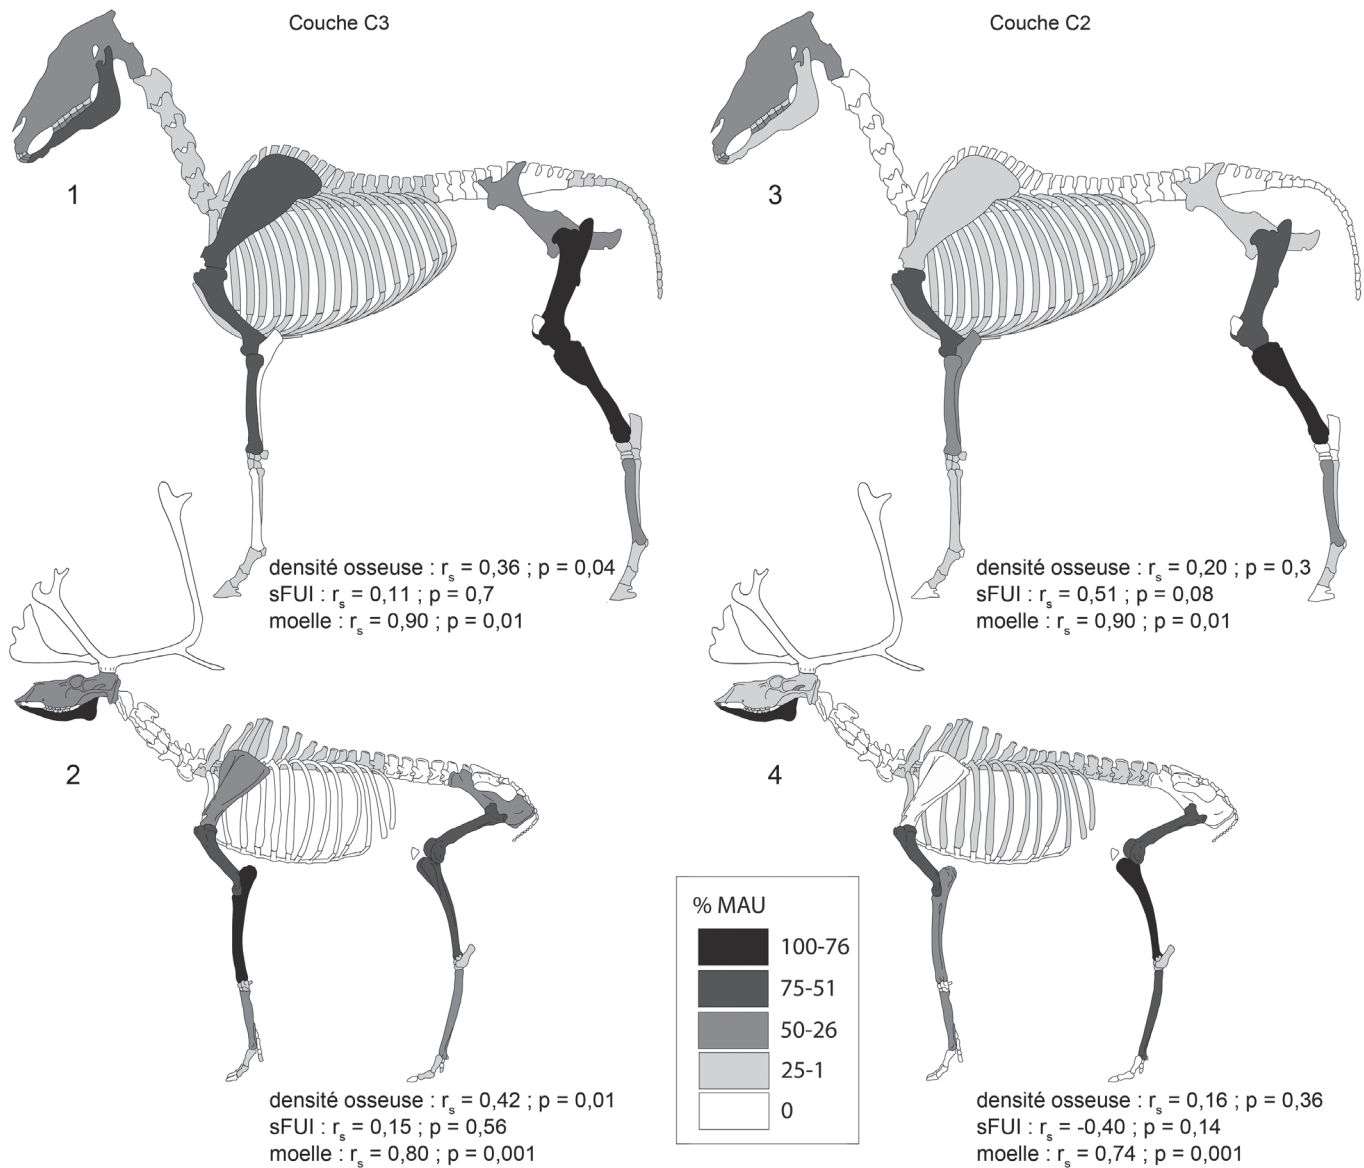 Couche C3
Couche C2
1
3
densité osseuse : rs = 0,36 ; p = 0,04
sFUI : rs = 0,11 ; p = 0,7
moelle : rs = 0,90 ; p = 0,01
densité osseuse : rs = 0,20 ; p = 0,3
sFUI : rs = 0,51 ; p = 0,08
moelle : rs = 0,90 ; p = 0,01
2
4
% MAU
100-76
75-51
50-26
25-1
0
densité osseuse : rs = 0,42 ; p = 0,01
sFUI : rs = 0,15 ; p = 0,56
moelle : rs = 0,80 ; p = 0,001
densité osseuse : rs = 0,16 ; p = 0,36
sFUI : rs = -0,40 ; p = 0,14
moelle : rs = 0,74 ; p = 0,001